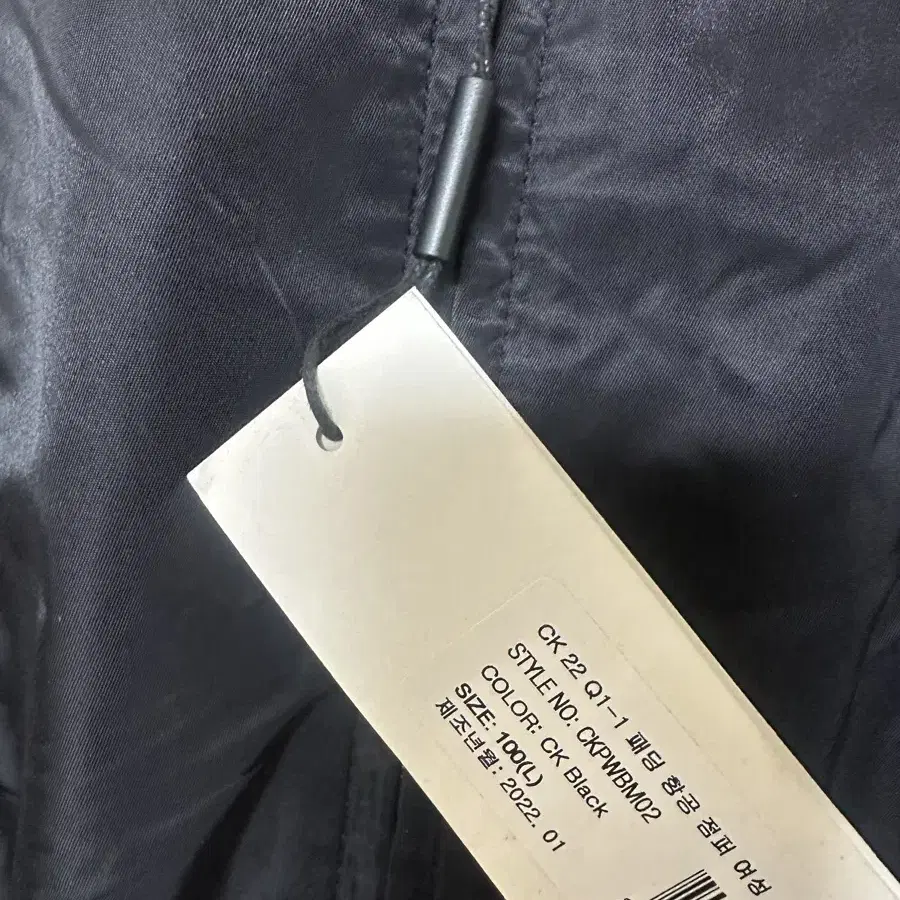 CK 22 Q1-1 패딩 항공 점퍼 여성
STYLE NO: CKPWBM02
COLOR: CK Black
SIZE: 100(L)
제조년월: 2022. 01